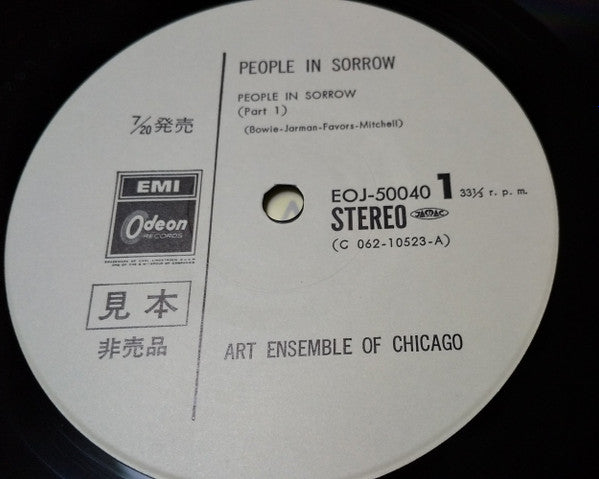 PEOPLE IN SORROW
PEOPLE IN SORROW
(Part 1)
(Bowie-Jarman-Favors-Mitchell)
7/20発売
EMI
Odeon
RECORDS
EOJ-50040 1 33⅓ r. p. m.
STEREO JASRAC
(C 062-10523-A)
見本
非売品
ART ENSEMBLE OF CHICAGO